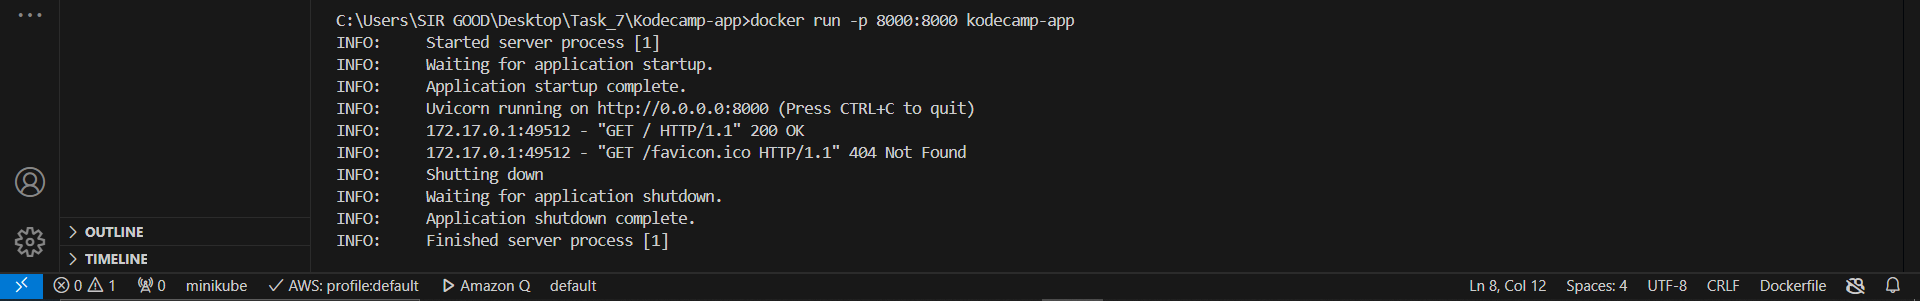 C:\Users\SIR GOOD\Desktop\Task_7\Kodecamp-app>docker run -p 8000:8000 kodecamp-app
INFO:     Started server process [1]
INFO:     Waiting for application startup.
INFO:     Application startup complete.
INFO:     Uvicorn running on http://0.0.0.0:8000 (Press CTRL+C to quit)
INFO:     172.17.0.1:49512 - "GET / HTTP/1.1" 200 OK
INFO:     172.17.0.1:49512 - "GET /favicon.ico HTTP/1.1" 404 Not Found
INFO:     Shutting down
INFO:     Waiting for application shutdown.
INFO:     Application shutdown complete.
INFO:     Finished server process [1]
OUTLINE
TIMELINE
0 1 0 minikube AWS: profile:default Amazon Q default Ln 8, Col 12 Spaces: 4 UTF-8 CRLF Dockerfile